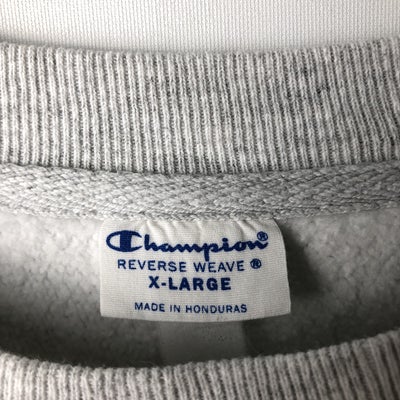 Champion®
REVERSE WEAVE ®
X-LARGE
MADE IN HONDURAS